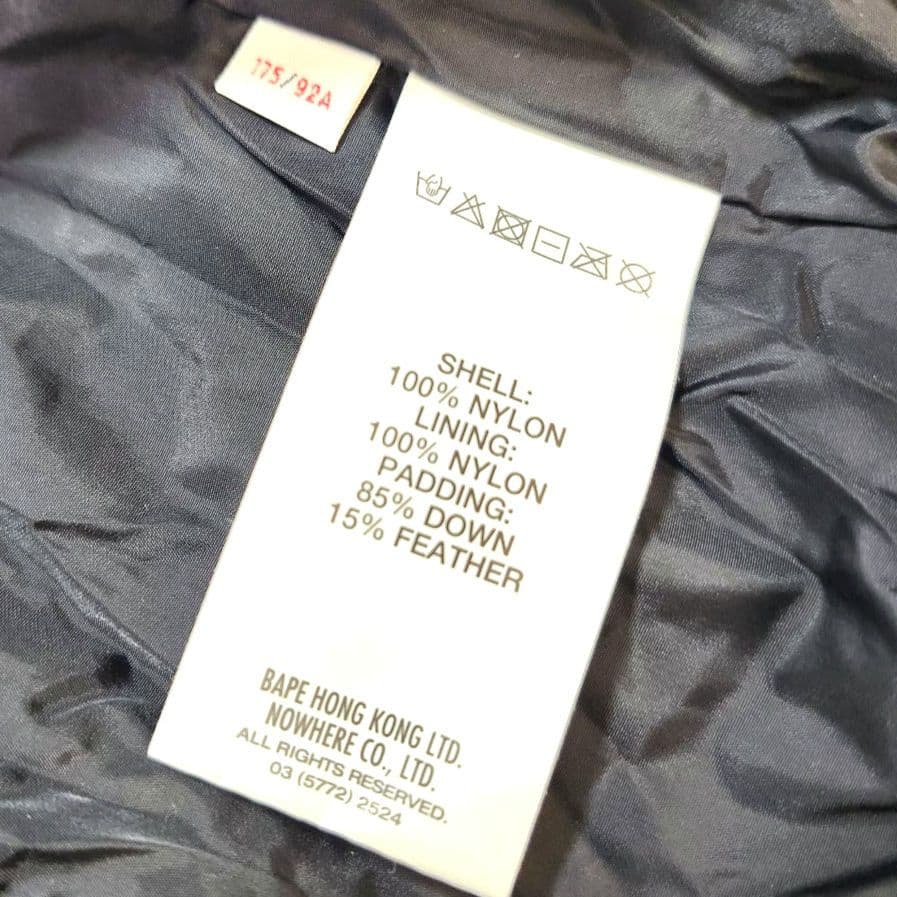 175/92A
SHELL:
100% NYLON
LINING:
100% NYLON
PADDING:
85% DOWN
15% FEATHER
BAPE HONG KONG LTD.
NOWHERE CO., LTD.
ALL RIGHTS RESERVED.
03 (5772) 2524